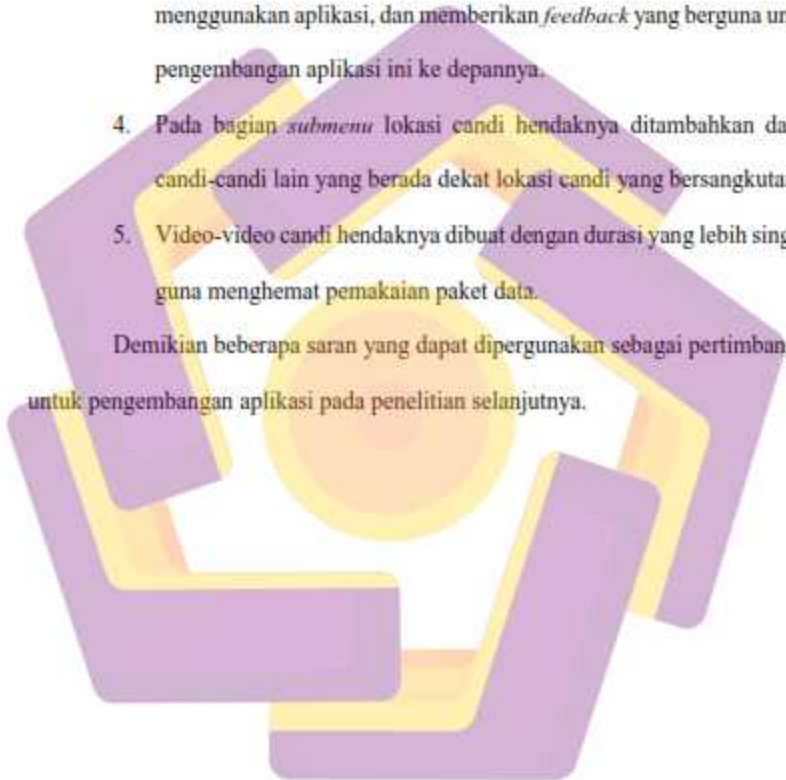 menggunakan aplikasi, dan memberikan feedback yang berguna un
pengembangan aplikasi ini ke depannya.
4. Pada bagian submenu lokasi candi hendaknya ditambahkan da
candi-candi lain yang berada dekat lokasi candi yang bersangkuta
5. Video-video candi hendaknya dibuat dengan durasi yang lebih sing
guna menghemat pemakaian paket data.
Demikian beberapa saran yang dapat dipergunakan sebagai pertimban
untuk pengembangan aplikasi pada penelitian selanjutnya.